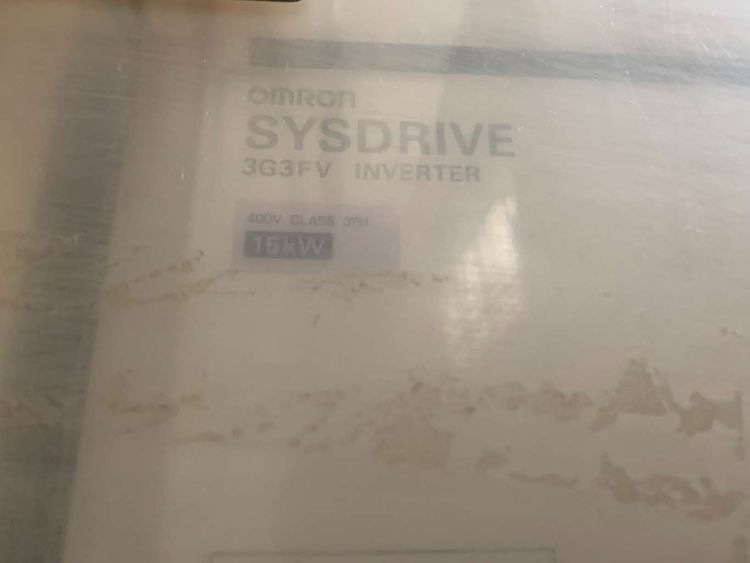 OMRON
SYSDRIVE
3G3FV INVERTER
400V CLASS 3PH
15kW